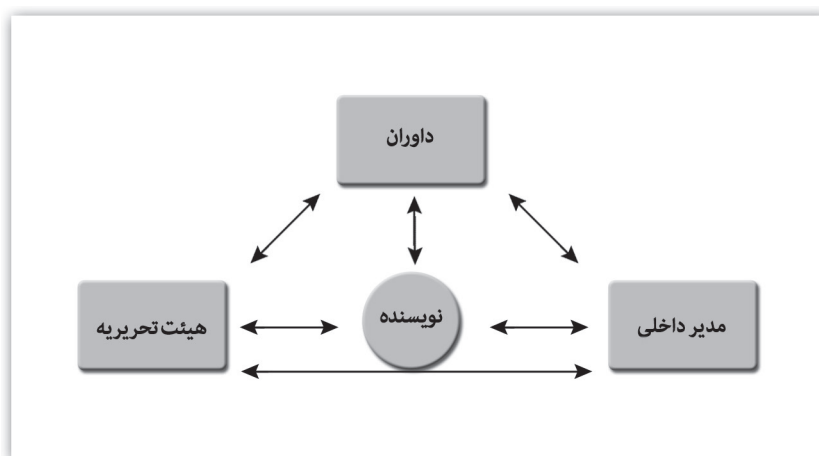 داوران
مدیر داخلی
نویسنده
هیئت تحریریه